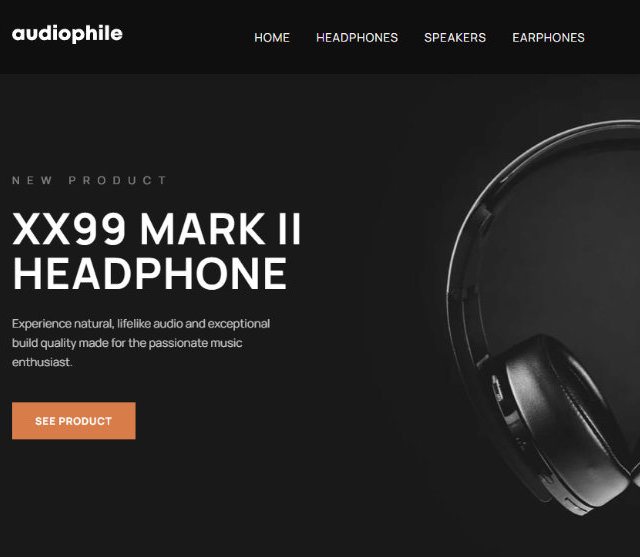 audiophile
HOME HEADPHONES SPEAKERS EARPHONES
NEW PRODUCT
XX99 MARK II
HEADPHONE
Experience natural, lifelike audio and exceptional
build quality made for the passionate music
enthusiast.
SEE PRODUCT